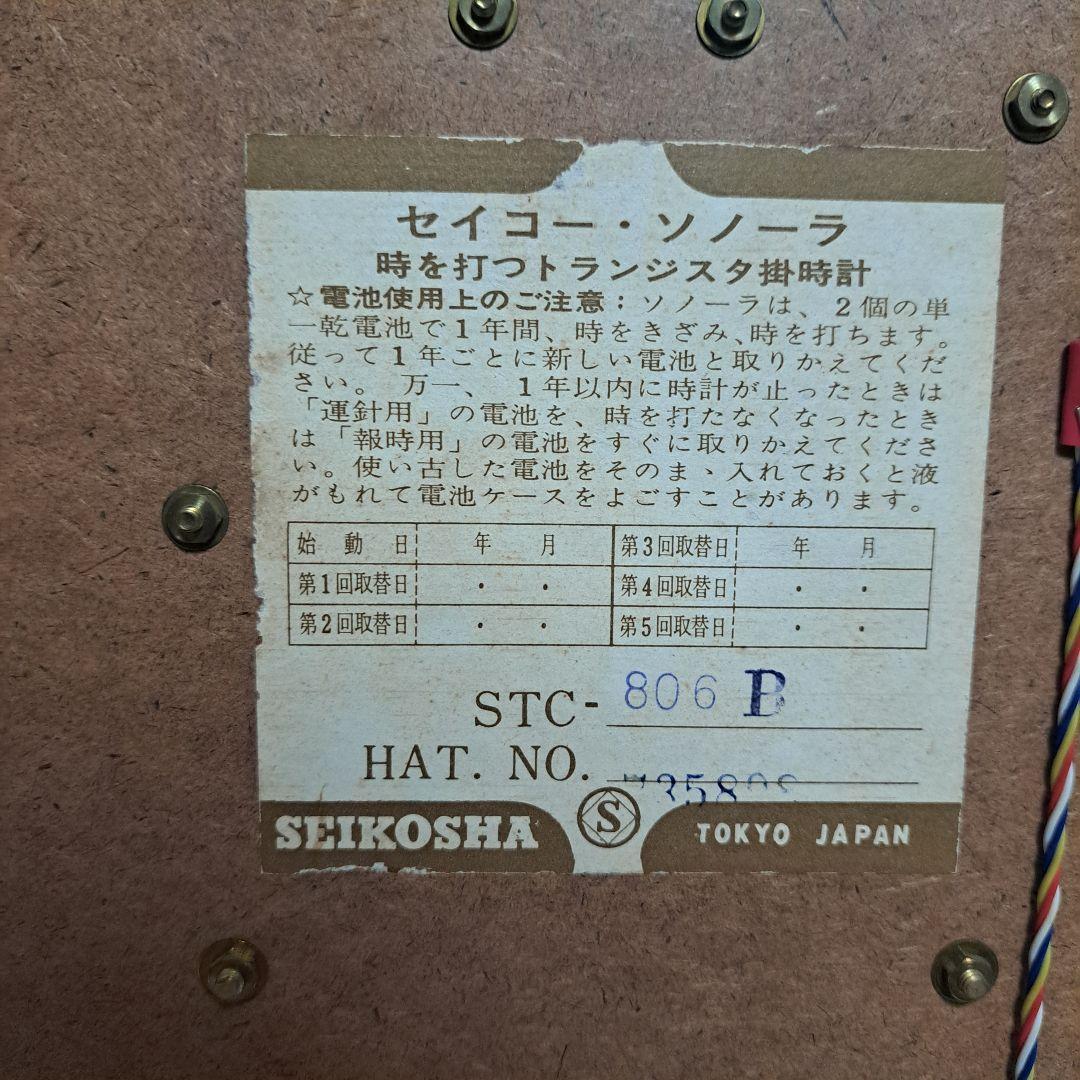 セイコー・ソノーラ
時を打つトランジスタ掛時計
☆電池使用上のご注意：ソノーラは、2個の単
一乾電池で1年間、時をきざみ、時を打ちます。
従って1年ごとに新しい電池と取りかえてくだ
さい。 万一、 1年以内に時計が止ったときは
「運針用」の電池を、時を打たなくなったとき
は「報時用」の電池をすぐに取りかえてくださ
い。使い古した電池をそのまゝ入れておくと液
がもれて電池ケースをよごすことがあります。
始動日 年 月 第3回取替日 年 月
第1回取替日 ・ ・ 第4回取替日 ・ ・
第2回取替日 ・ ・ 第5回取替日 ・ ・
STC-806 B
HAT. NO.
SEIKOSHA S TOKYO JAPAN